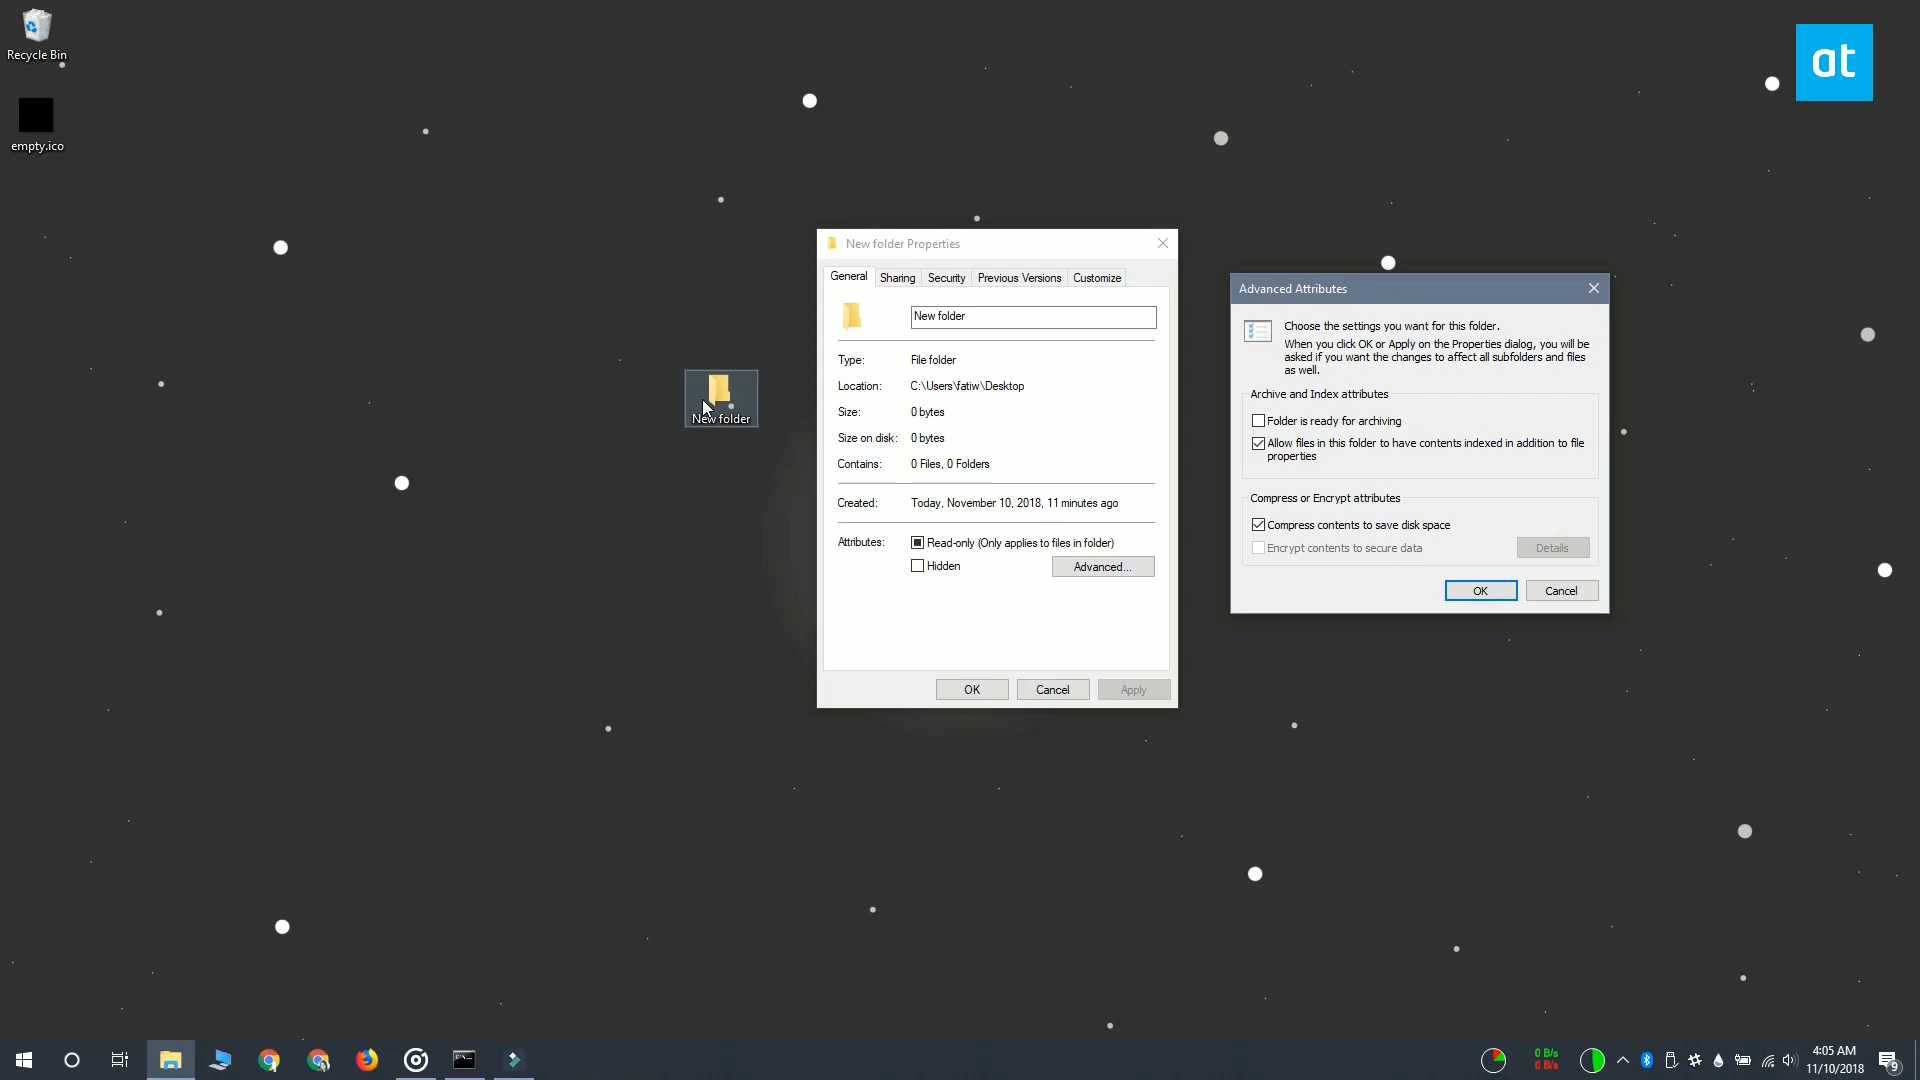 Recycle Bin
empty.ico
at
New folder
New folder Properties
General
Sharing
Security
Previous Versions
Customize
New folder
Type:
File folder
Location:
C:\Users\fatiw\Desktop
Size:
0 bytes
Size on disk:
0 bytes
Contains:
0 Files, 0 Folders
Created:
Today, November 10, 2018, 11 minutes ago
Attributes:
Read-only (Only applies to files in folder)
Hidden
Advanced...
OK
Cancel
Apply
Advanced Attributes
Choose the settings you want for this folder.
When you click OK or Apply on the Properties dialog, you will be
asked if you want the changes to affect all subfolders and files
as well.
Archive and Index attributes
Folder is ready for archiving
Allow files in this folder to have contents indexed in addition to file
properties
Compress or Encrypt attributes
Compress contents to save disk space
Encrypt contents to secure data
Details
OK
Cancel
0 B/s
0 B/s
4:05 AM
11/10/2018
9